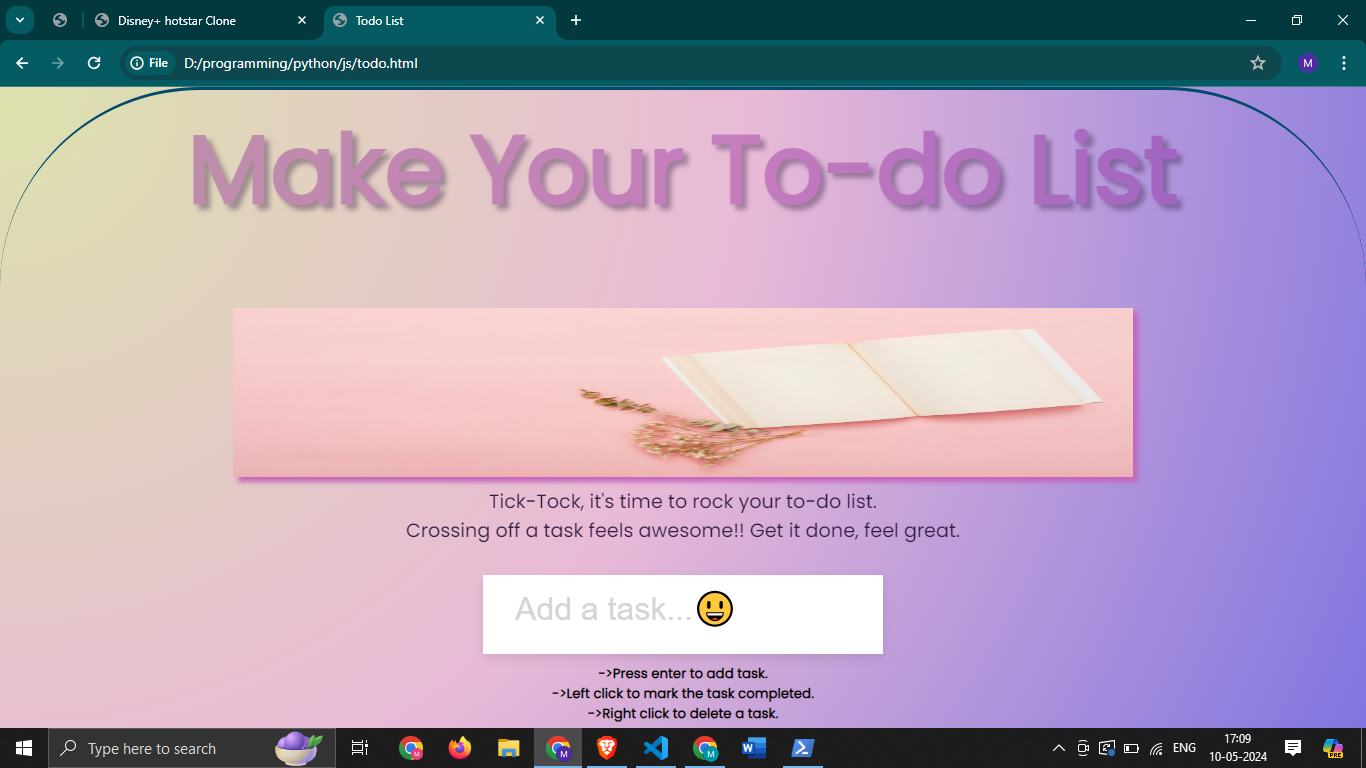 Disney+ hotstar Clone
Todo List
File D:/programming/python/js/todo.html
M
Make Your To-do List
Tick-Tock, it's time to rock your to-do list.
Crossing off a task feels awesome!! Get it done, feel great.
Add a task...😃
->Press enter to add task.
->Left click to mark the task completed.
->Right click to delete a task.
Type here to search
M
M
M
W
ENG
17:09
10-05-2024
PRE